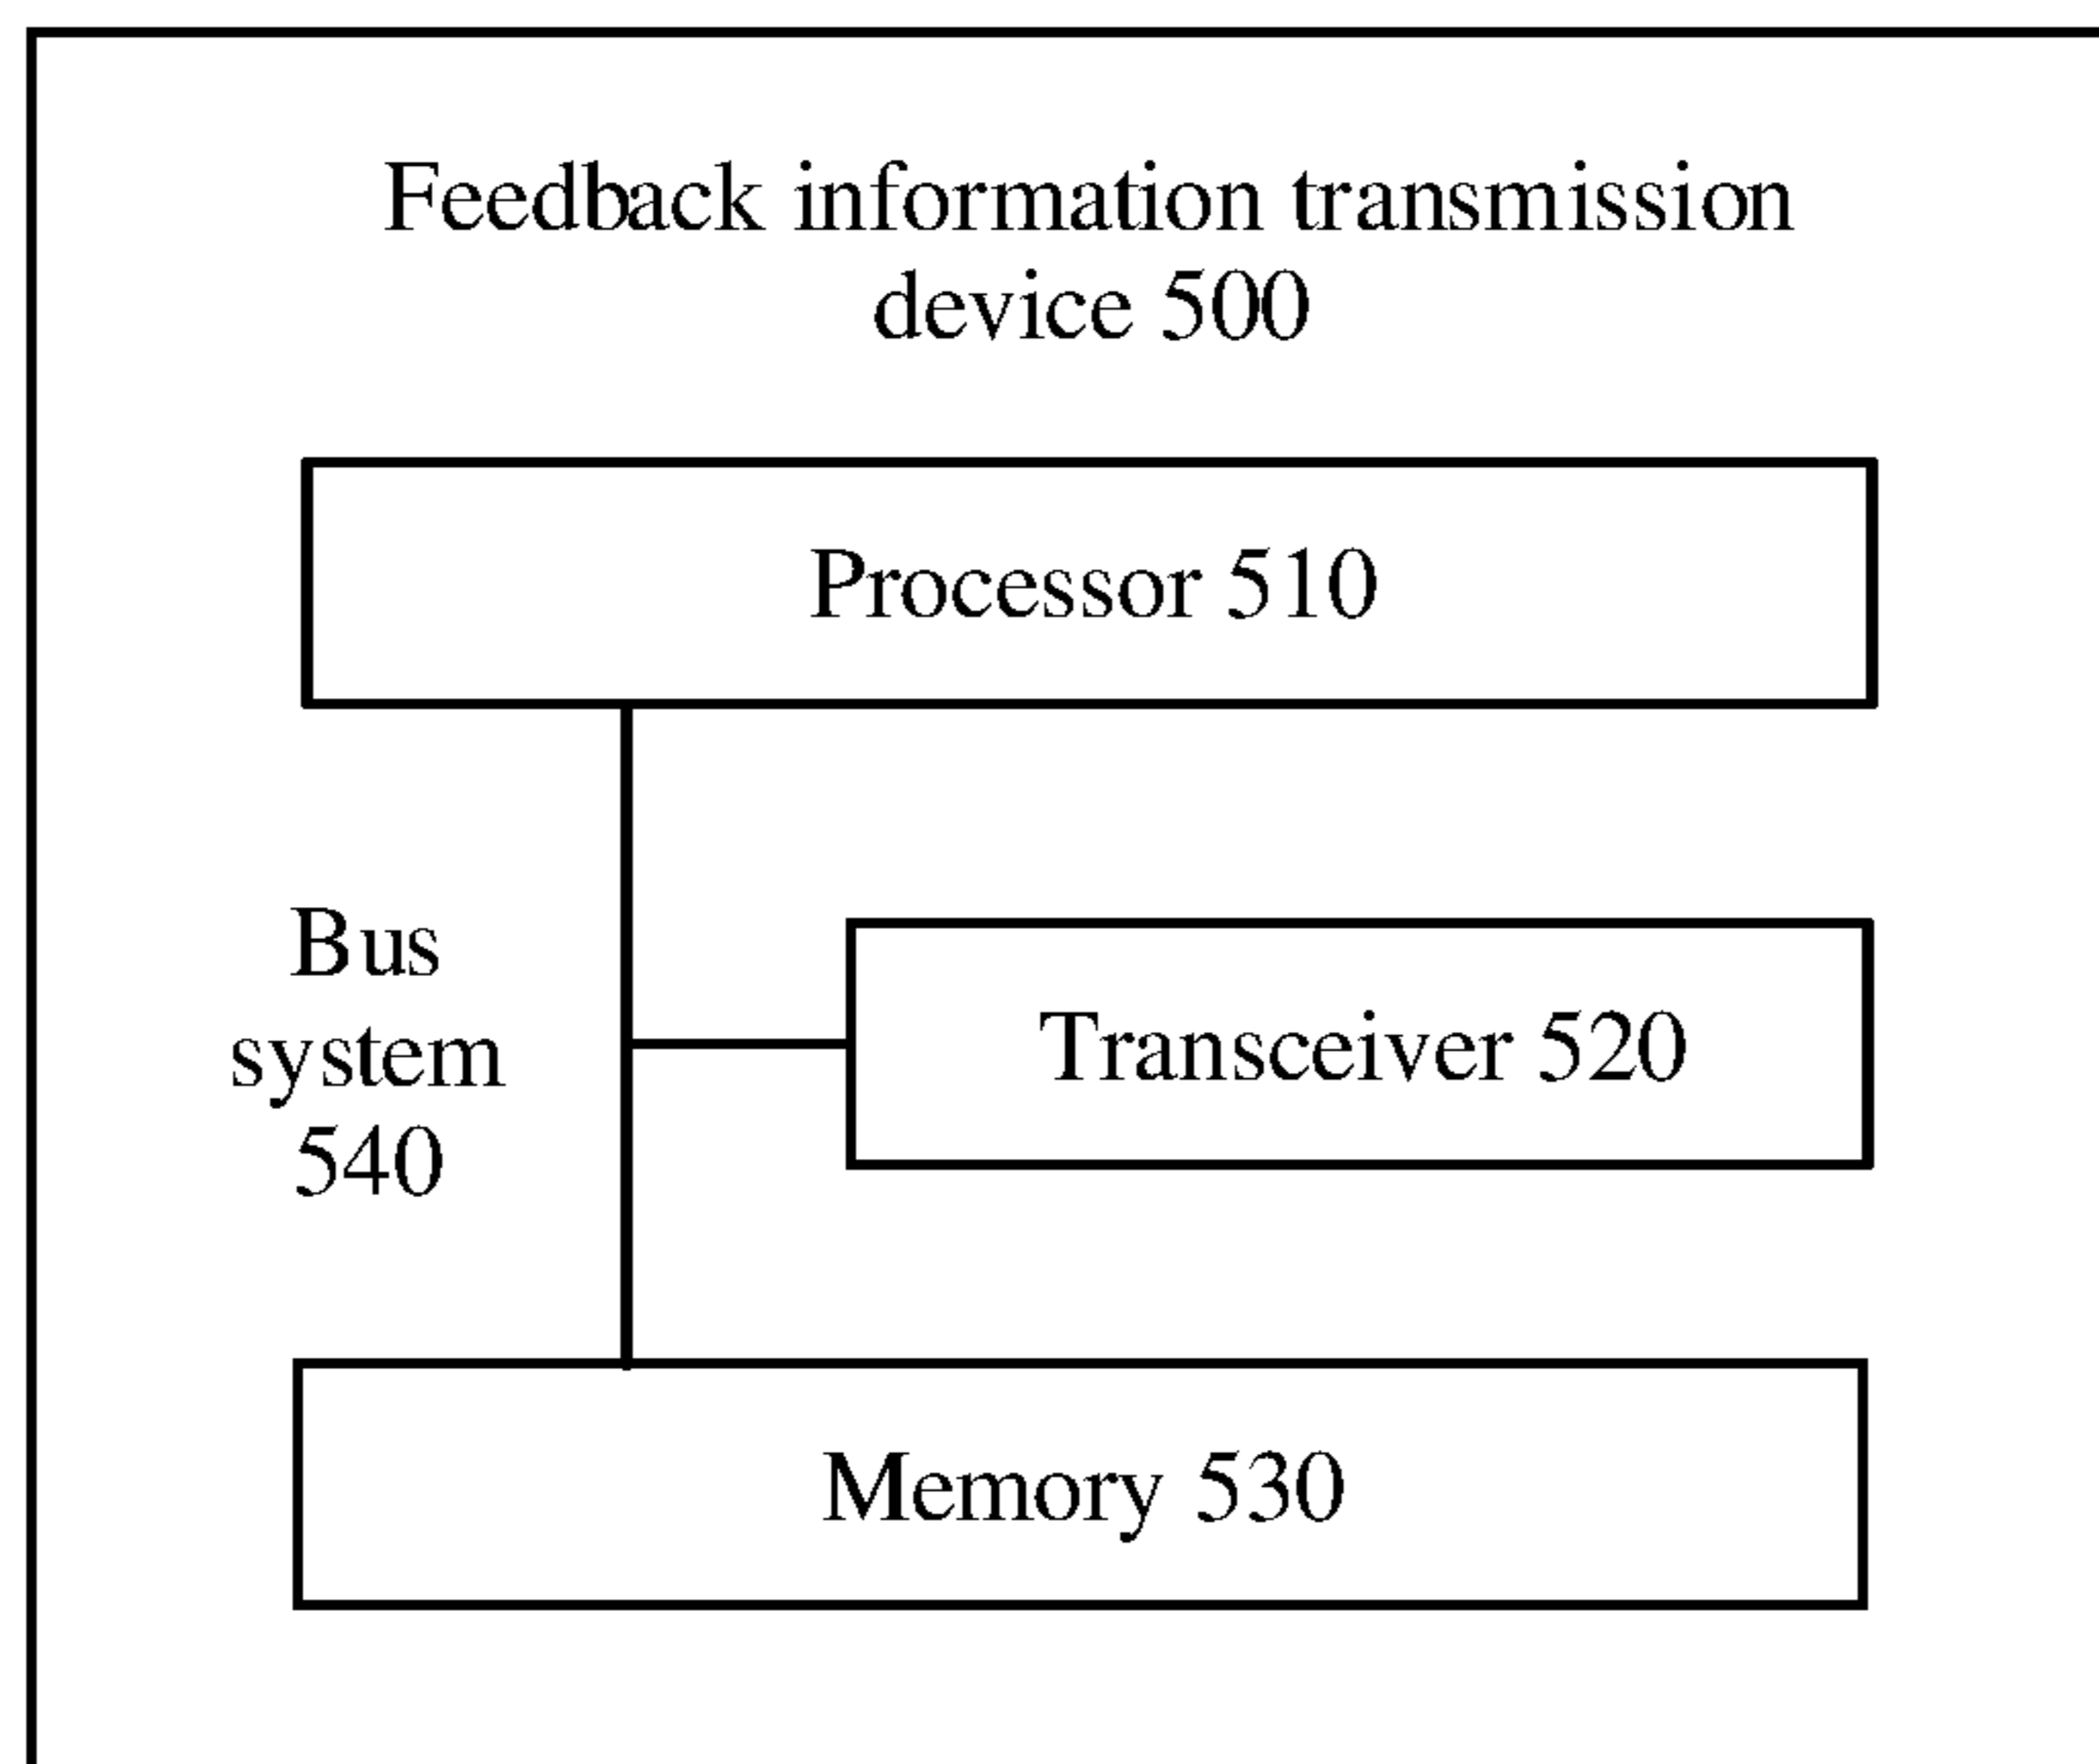 Feedback information transmission
device 500
Processor 510
Bus
system
540
Transceiver 520
Memory 530